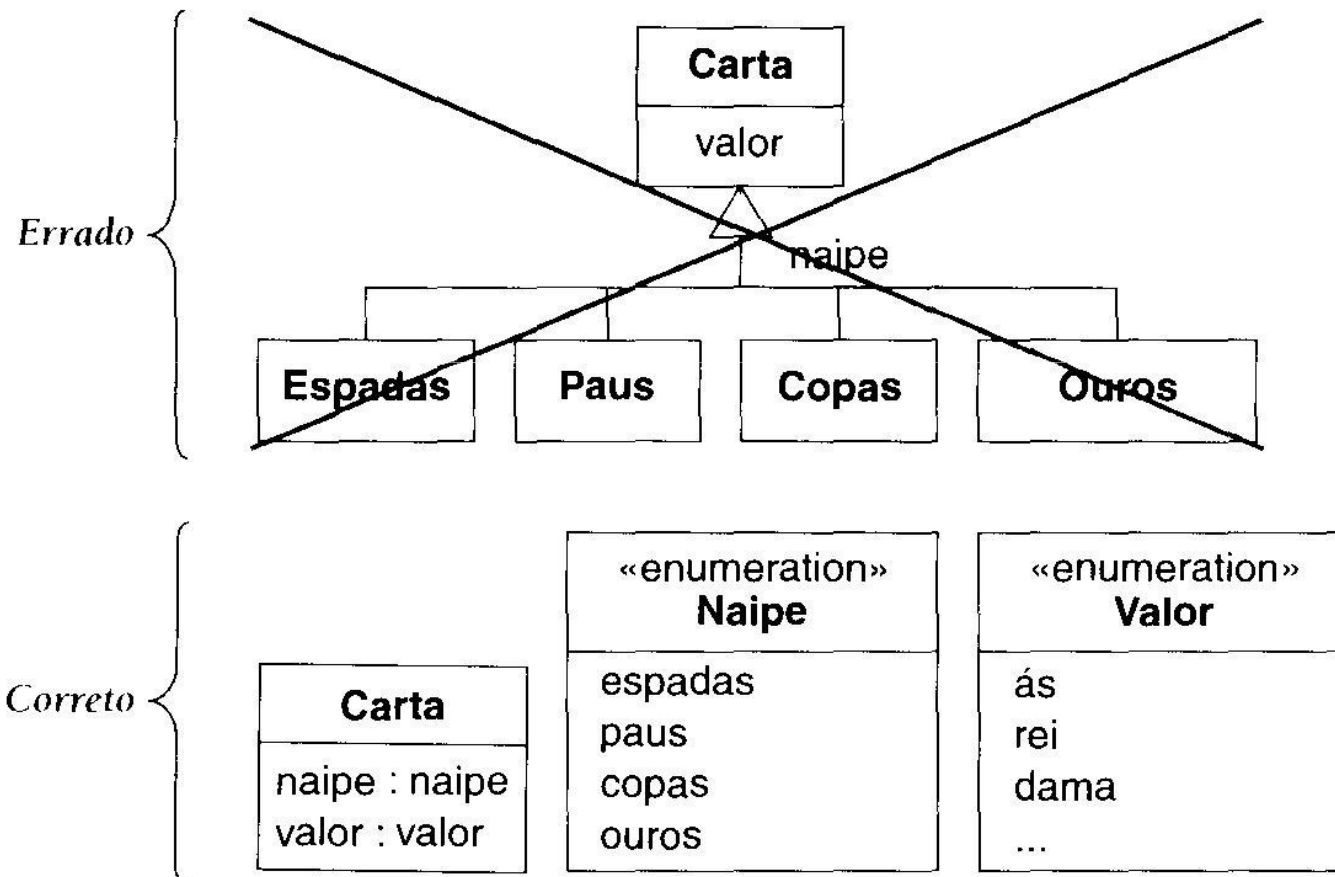 Errado
Carta
valor
naipe
Espadas
Paus
Copas
Ouros
Correto
Carta
naipe : naipe
valor : valor
«enumeration»
Naipe
espadas
paus
copas
ouros
«enumeration»
Valor
ás
rei
dama
...